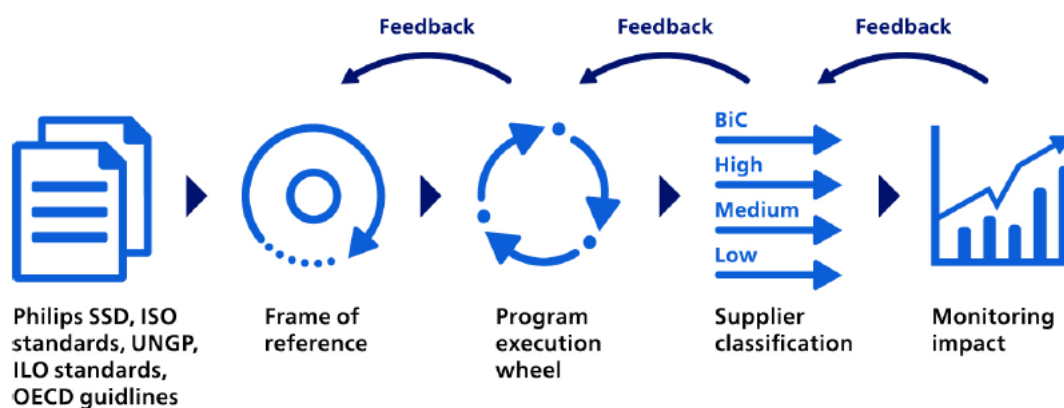 Feedback
Feedback
Feedback
BiC
High
Medium
Low
Philips SSD, ISO
standards, UNGP,
ILO standards,
OECD guidlines
Frame of
reference
Program
execution
wheel
Supplier
classification
Monitoring
impact